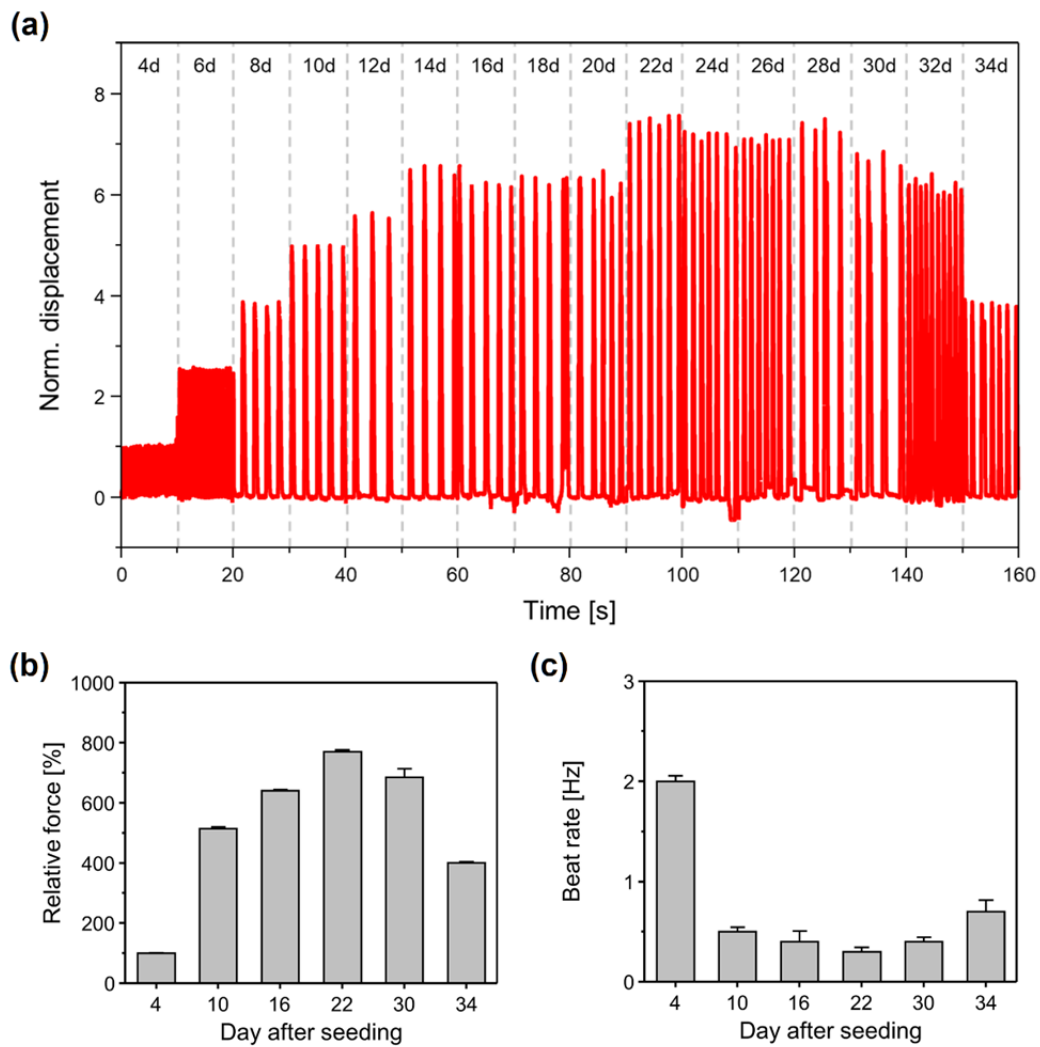 (a)
4d 6d 8d 10d 12d 14d 16d 18d 20d 22d 24d 26d 28d 30d 32d 34d
8
6
4
2
0
Norm. displacement
0 20 40 60 80 100 120 140 160
Time [s]
(b)
1000
800
600
400
200
0
Relative force [%]
4 10 16 22 30 34
Day after seeding
(c)
3
2
1
0
Beat rate [Hz]
4 10 16 22 30 34
Day after seeding